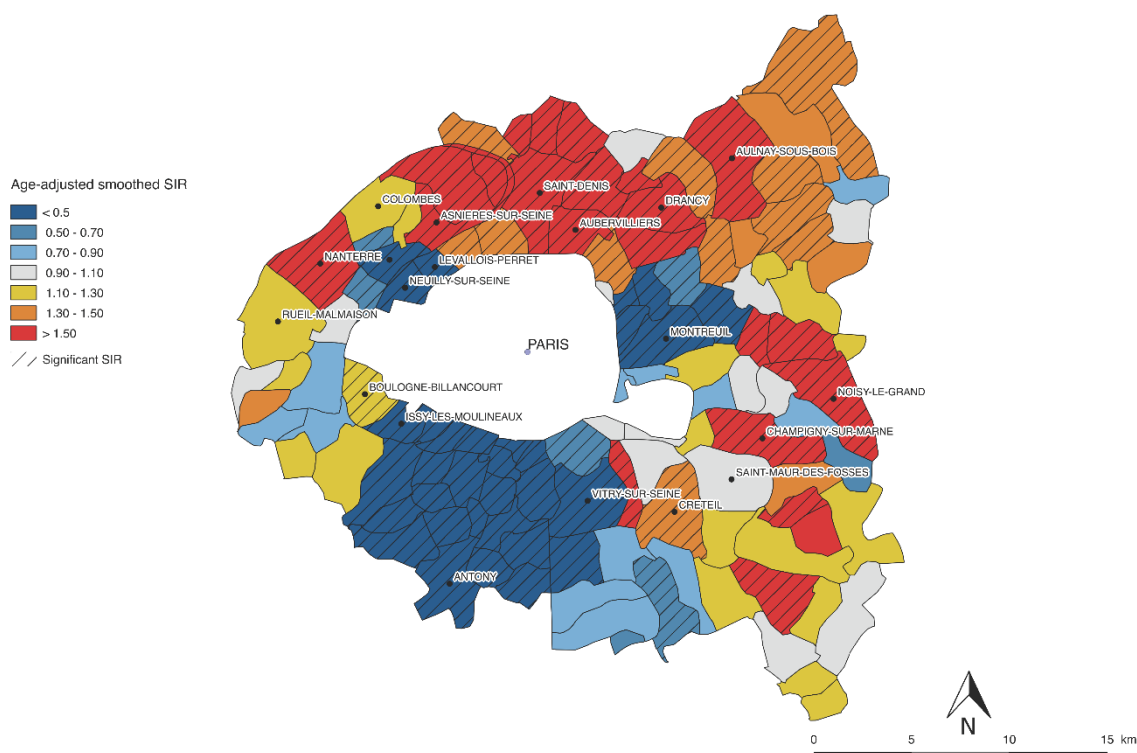 Age-adjusted smoothed SIR
< 0.5
0.50 - 0.70
0.70 - 0.90
0.90 - 1.10
1.10 - 1.30
1.30 - 1.50
> 1.50
Significant SIR
AULNAY-SOUS-BOIS
SAINT-DENIS
COLOMBES
DRANCY
ASNIERES-SUR-SEINE
AUBERVILLIERS
NANTERRE
LEVALLOIS-PERRET
NEUILLY-SUR-SEINE
RUEIL-MALMAISON
MONTREUIL
PARIS
BOULOGNE-BILLANCOURT
NOISY-LE-GRAND
ISSY-LES-MOULINEAUX
CHAMPIGNY-SUR-MARNE
SAINT-MAUR-DES-FOSSES
VITRY-SUR-SEINE
CRETEIL
ANTONY
N
0 5 10 15 km